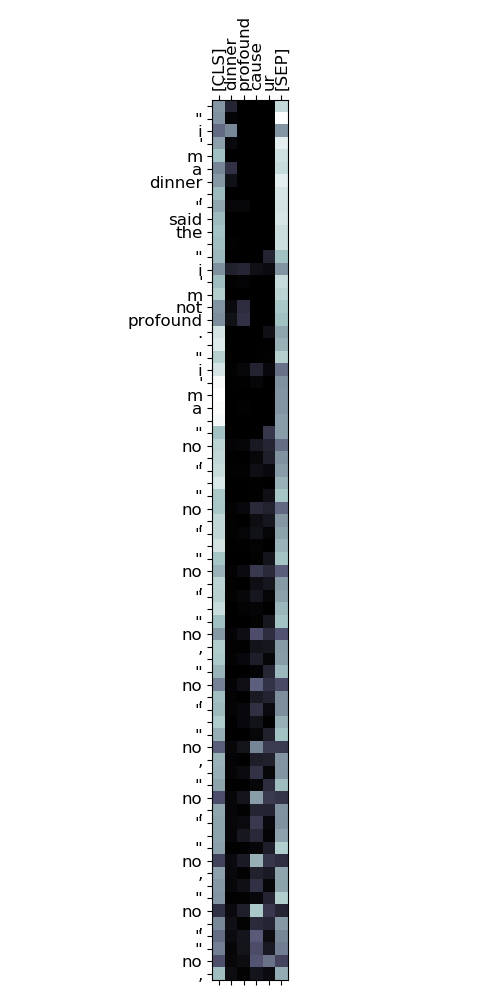 [CLS]
dinner
profound
cause
ur
[SEP]
"
i
'
m
a
dinner
,
"
said
the
"
i
'
m
not
profound
.
"
i
'
m
a
"
no
,
"
"
no
,
"
"
no
,
"
"
no
,
"
no
,
"
"
no
,
"
no
,
"
"
no
,
"
no
,
"
"
no
,